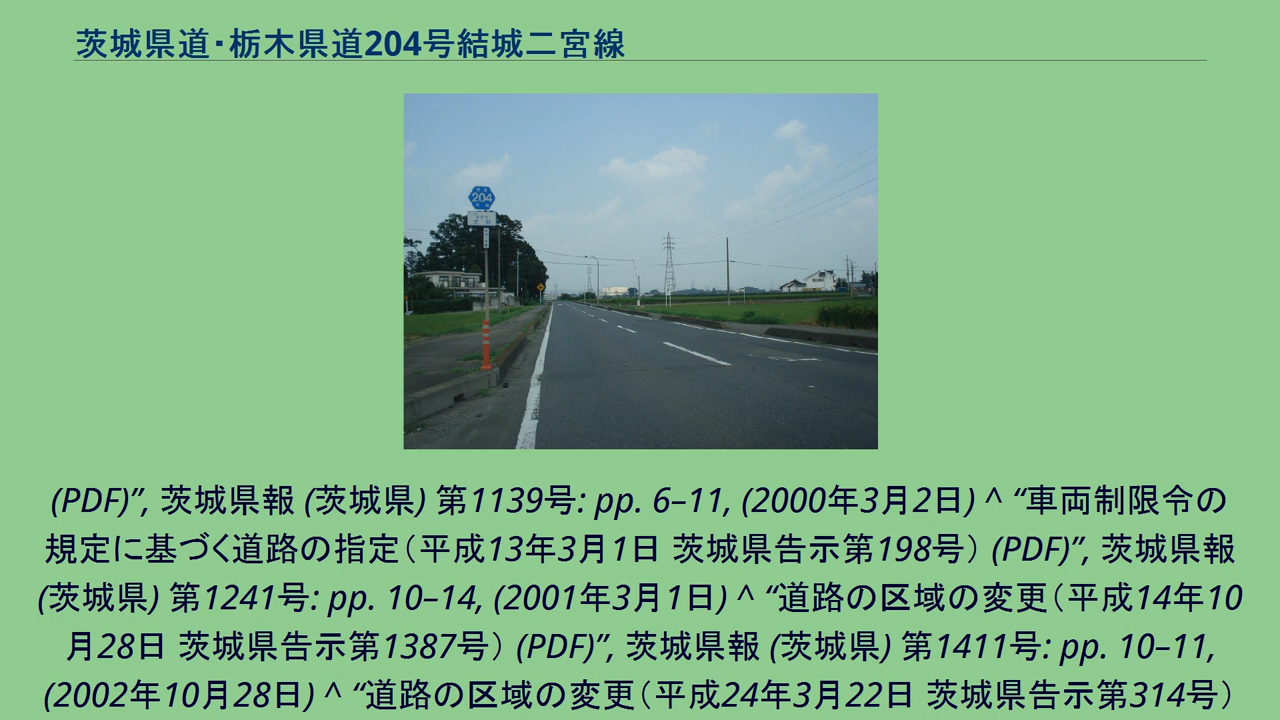 茨城県道・栃木県道204号結城二宮線
204
(PDF)”, 茨城県報 (茨城県) 第1139号: pp. 6–11, (2000年3月2日) ^ “車両制限令の
規定に基づく道路の指定（平成13年3月1日 茨城県告示第198号） (PDF)”, 茨城県報
(茨城県) 第1241号: pp. 10–14, (2001年3月1日) ^ “道路の区域の変更（平成14年10
月28日 茨城県告示第1387号） (PDF)”, 茨城県報 (茨城県) 第1411号: pp. 10–11,
(2002年10月28日) ^ “道路の区域の変更（平成24年3月22日 茨城県告示第314号）